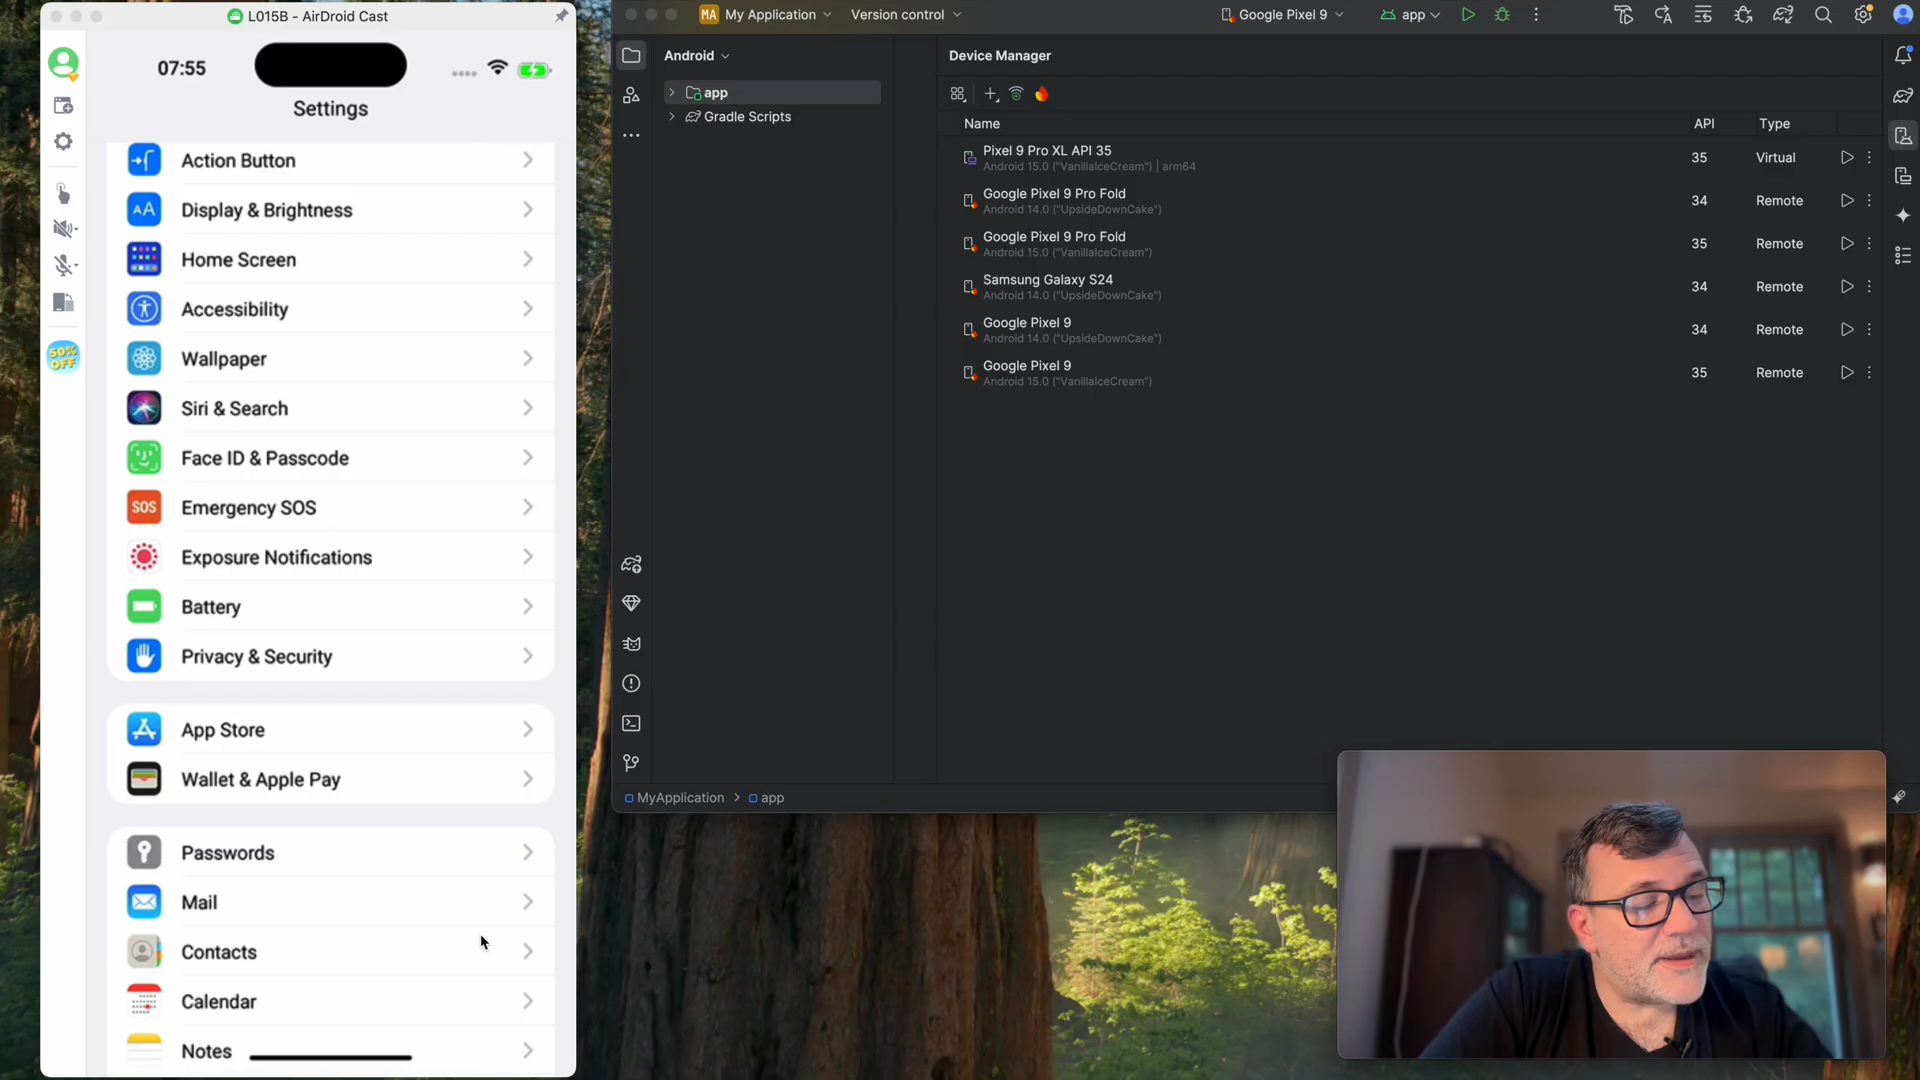 L015B - AirDroid Cast
07:55
Settings
Action Button
AA
Display & Brightness
Home Screen
Accessibility
Wallpaper
Siri & Search
Face ID & Passcode
SOS
Emergency SOS
Exposure Notifications
Battery
Privacy & Security
App Store
Wallet & Apple Pay
Passwords
Mail
Contacts
Calendar
Notes
50%
OFF
MA My Application
Version control
Google Pixel 9
app
Android
app
Gradle Scripts
Device Manager
Name API Type
Pixel 9 Pro XL API 35
Android 15.0 ("VanillaIceCream") | arm64
35 Virtual
Google Pixel 9 Pro Fold
Android 14.0 ("UpsideDownCake")
34 Remote
Google Pixel 9 Pro Fold
Android 15.0 ("VanillaIceCream")
35 Remote
Samsung Galaxy S24
Android 14.0 ("UpsideDownCake")
34 Remote
Google Pixel 9
Android 14.0 ("UpsideDownCake")
34 Remote
Google Pixel 9
Android 15.0 ("VanillaIceCream")
35 Remote
MyApplication > app